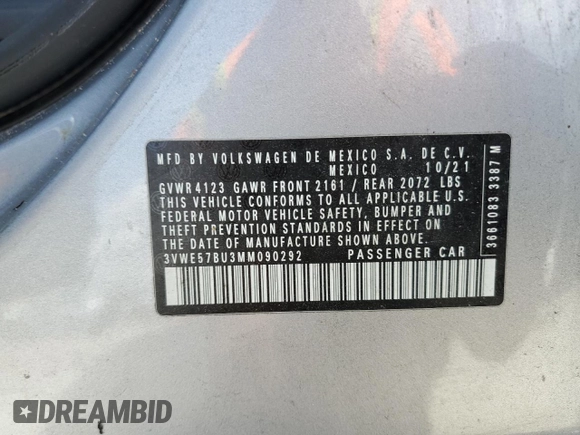 MFD BY VOLKSWAGEN DE MEXICO S.A. DE C.V.
MEXICO 10/21
GVWR 4123 GAWR FRONT 2161 / REAR 2072 LBS
THIS VEHICLE CONFORMS TO ALL APPLICABLE U.S.
FEDERAL MOTOR VEHICLE SAFETY, BUMPER AND
THEFT PREVENTION STANDARDS IN EFFECT ON
THE DATE OF MANUFACTURE SHOWN ABOVE.
3VWE57BU3MM090292 PASSENGER CAR
3661083 3387 M
DREAMBID